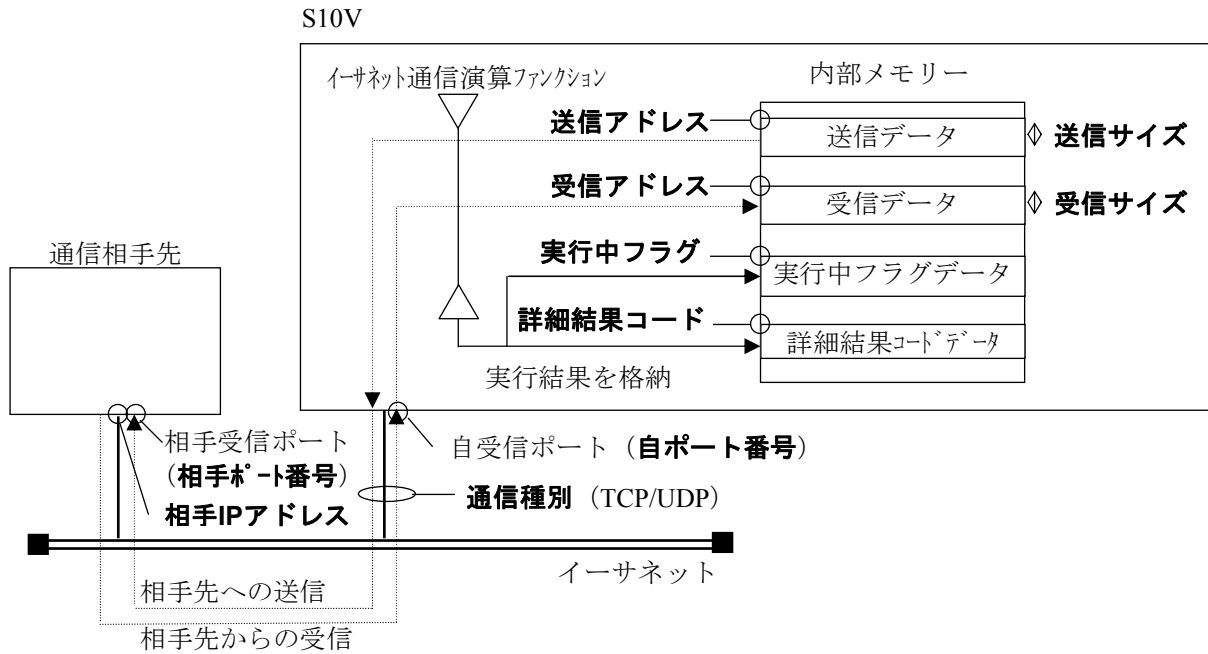 S10V
イーサネット通信演算ファンクション
内部メモリー
送信アドレス
送信データ
送信サイズ
受信アドレス
受信データ
受信サイズ
実行中フラグ
実行中フラグデータ
詳細結果コード
詳細結果コードデータ
実行結果を格納
通信相手先
相手受信ポート
(相手ポート番号)
相手IPアドレス
自受信ポート（自ポート番号）
通信種別（TCP/UDP）
イーサネット
相手先への送信
相手先からの受信